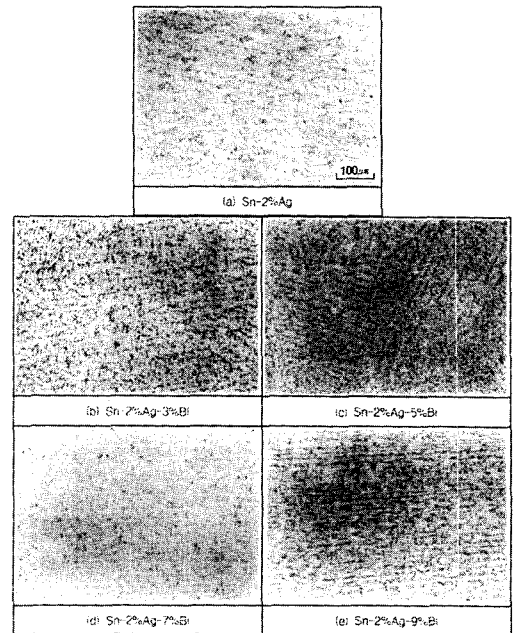 100μm
(a) Sn-2%Ag
(b) Sn-2%Ag-3%Bi
(c) Sn-2%Ag-5%Bi
(d) Sn-2%Ag-7%Bi
(e) Sn-2%Ag-9%Bi